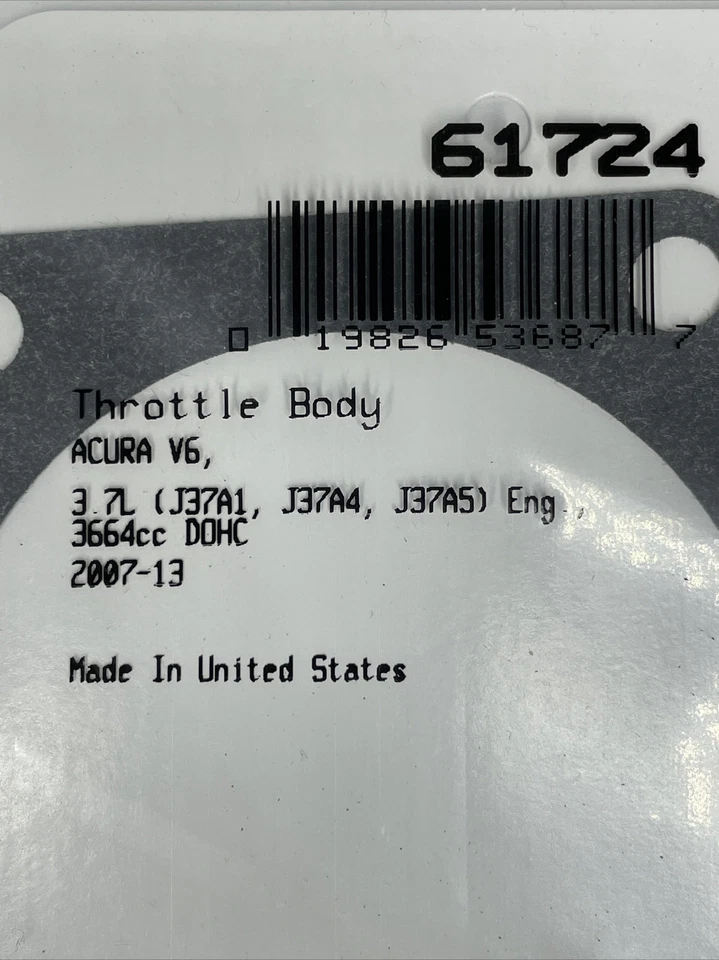 61724
0 19826 53687 7
Throttle Body
ACURA V6,
3.7L (J37A1, J37A4, J37A5) Eng.,
3664cc DOHC
2007-13
Made In United States